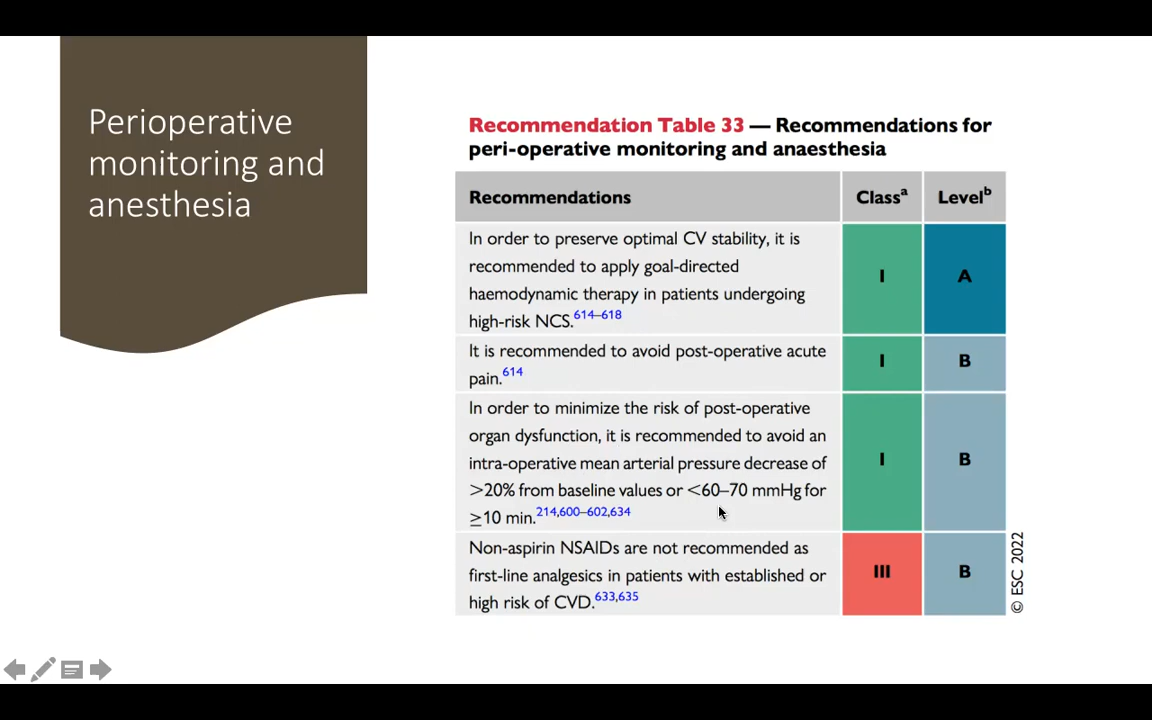 Perioperative
monitoring and
anesthesia
Recommendation Table 33 — Recommendations for
peri-operative monitoring and anaesthesia
Recommendations Classᵃ Levelᵇ
In order to preserve optimal CV stability, it is
recommended to apply goal-directed
haemodynamic therapy in patients undergoing
high-risk NCS.614–618
I A
It is recommended to avoid post-operative acute
pain.614
I B
In order to minimize the risk of post-operative
organ dysfunction, it is recommended to avoid an
intra-operative mean arterial pressure decrease of
>20% from baseline values or <60–70 mmHg for
≥10 min.214,600–602,634
I B
Non-aspirin NSAIDs are not recommended as
first-line analgesics in patients with established or
high risk of CVD.633,635
III B
© ESC 2022